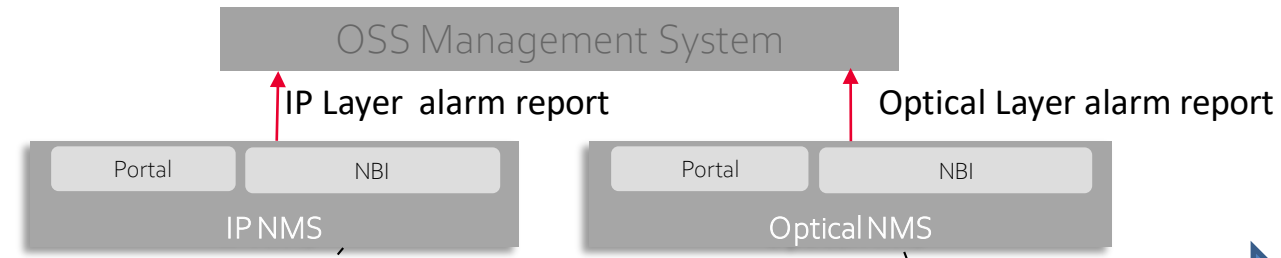 OSS Management System
IP Layer alarm report
Optical Layer alarm report
Portal
NBI
Portal
NBI
IP NMS
Optical NMS